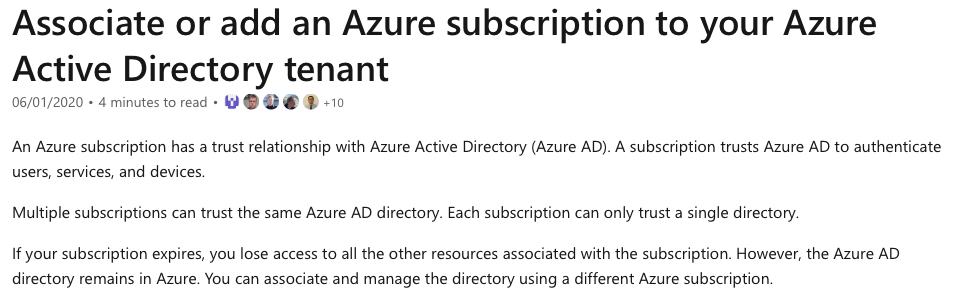 Associate or add an Azure subscription to your Azure
Active Directory tenant
06/01/2020 • 4 minutes to read • +10
An Azure subscription has a trust relationship with Azure Active Directory (Azure AD). A subscription trusts Azure AD to authenticate
users, services, and devices.
Multiple subscriptions can trust the same Azure AD directory. Each subscription can only trust a single directory.
If your subscription expires, you lose access to all the other resources associated with the subscription. However, the Azure AD
directory remains in Azure. You can associate and manage the directory using a different Azure subscription.